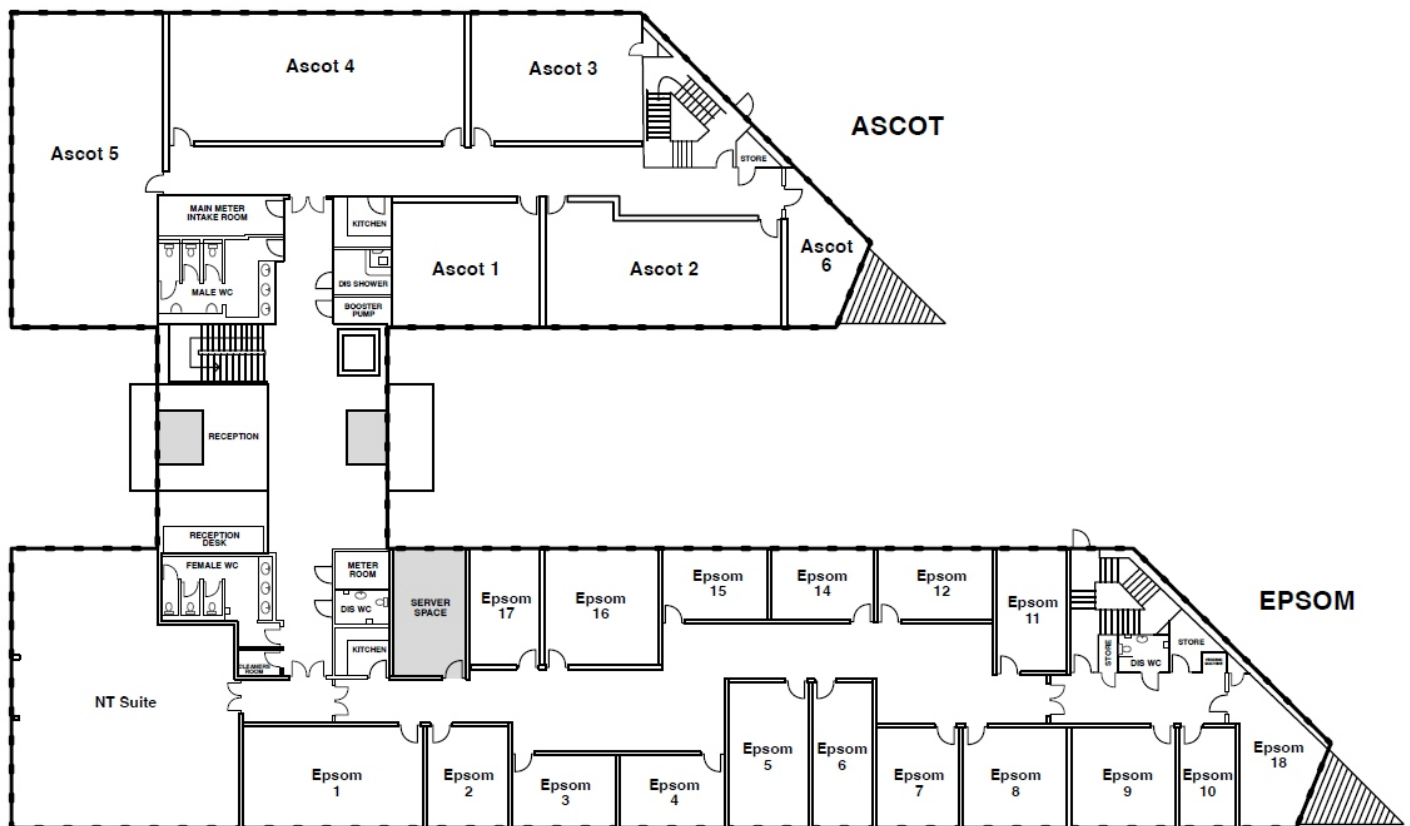 Ascot 4
Ascot 3
ASCOT
Ascot 5
STORE
MAIN METER
INTAKE ROOM
KITCHEN
Ascot 1
Ascot 2
Ascot
6
DIS SHOWER
MALE WC
BOOSTER
PUMP
RECEPTION
RECEPTION
DESK
FEMALE WC
METER
ROOM
DIS WC
KITCHEN
SERVER
SPACE
Epsom
17
Epsom
16
Epsom
15
Epsom
14
Epsom
12
Epsom
11
EPSOM
STORE
DIS WC
STORE
CLEANERS
ROOM
NT Suite
Epsom
1
Epsom
2
Epsom
3
Epsom
4
Epsom
5
Epsom
6
Epsom
7
Epsom
8
Epsom
9
Epsom
10
Epsom
18